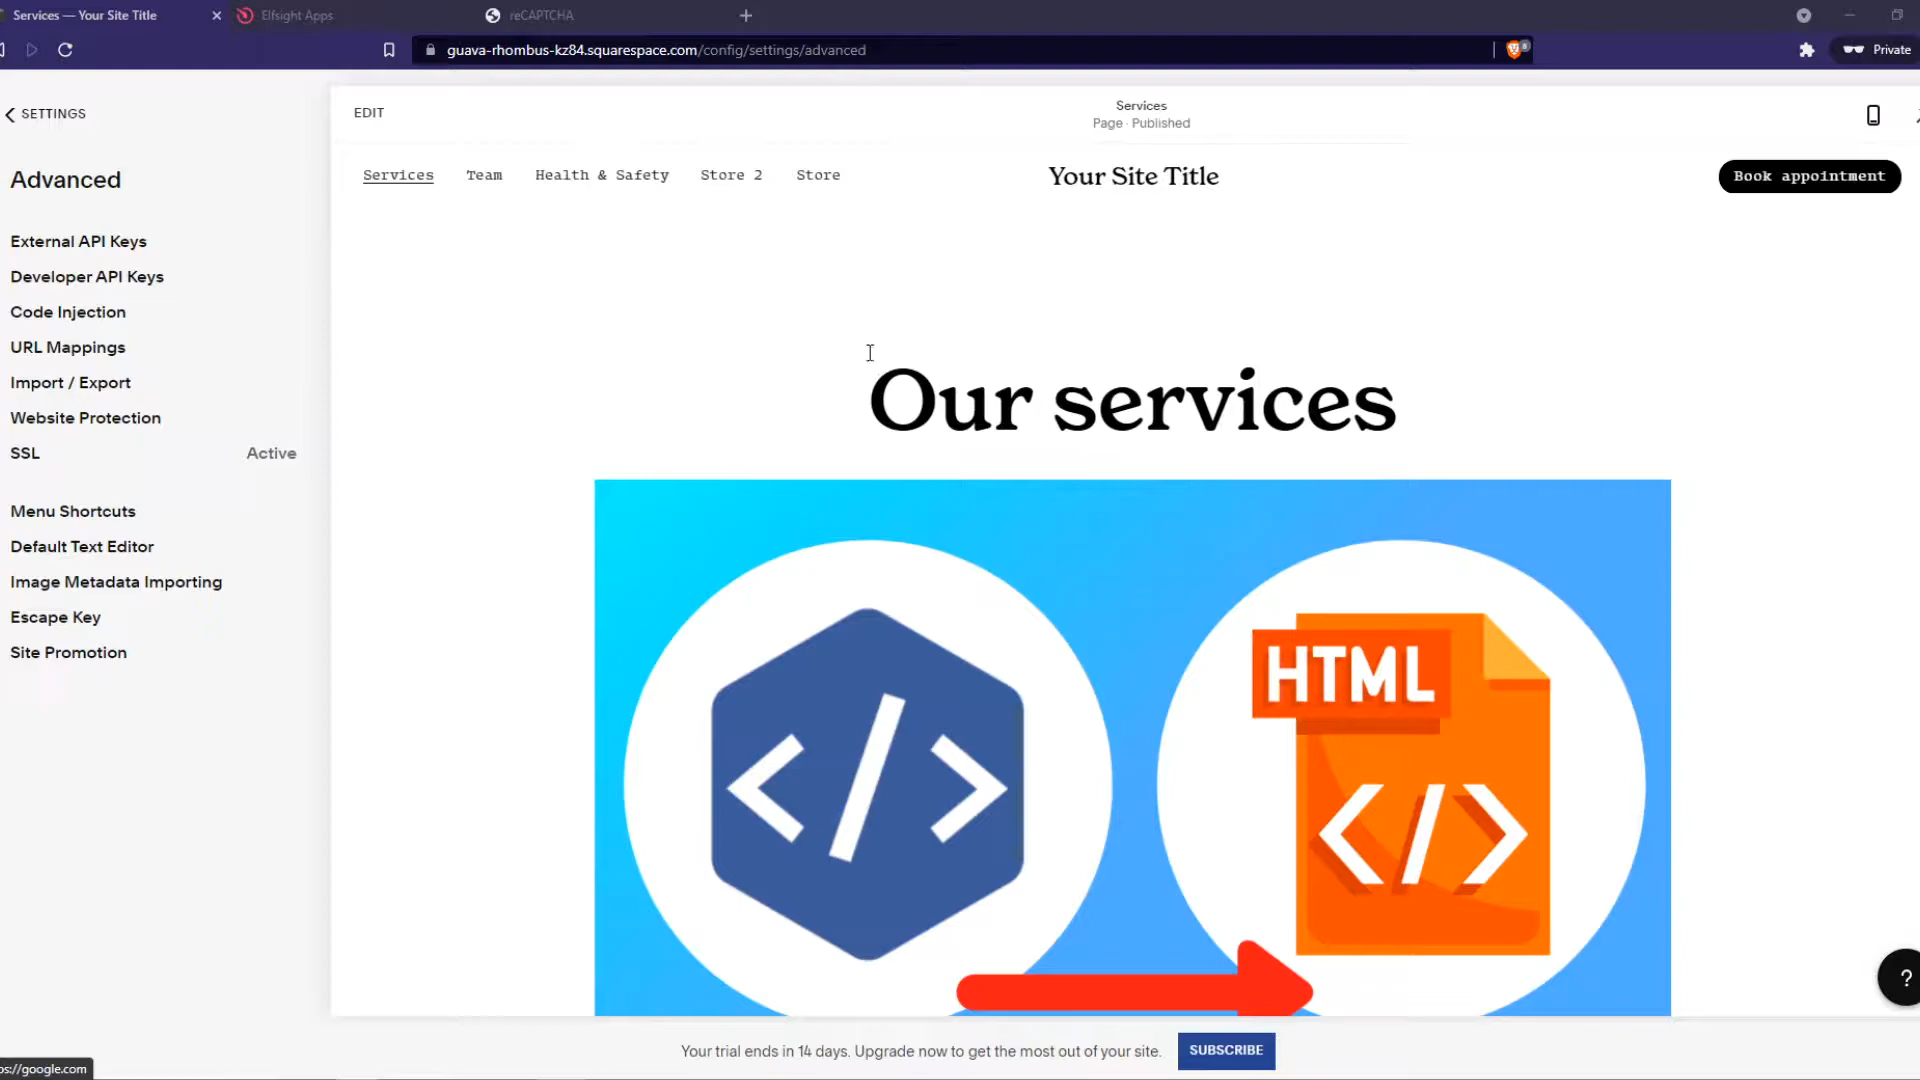 Services — Your Site Title
Elfsight Apps
reCAPTCHA
guava-rhombus-kz84.squarespace.com/config/settings/advanced
8
Private
SETTINGS
Advanced
External API Keys
Developer API Keys
Code Injection
URL Mappings
Import / Export
Website Protection
SSL Active
Menu Shortcuts
Default Text Editor
Image Metadata Importing
Escape Key
Site Promotion
EDIT
Services
Page · Published
Services Team Health & Safety Store 2 Store
Your Site Title
Book appointment
Our services
</>
HTML
</>
?
Your trial ends in 14 days. Upgrade now to get the most out of your site.
SUBSCRIBE
ps://google.com